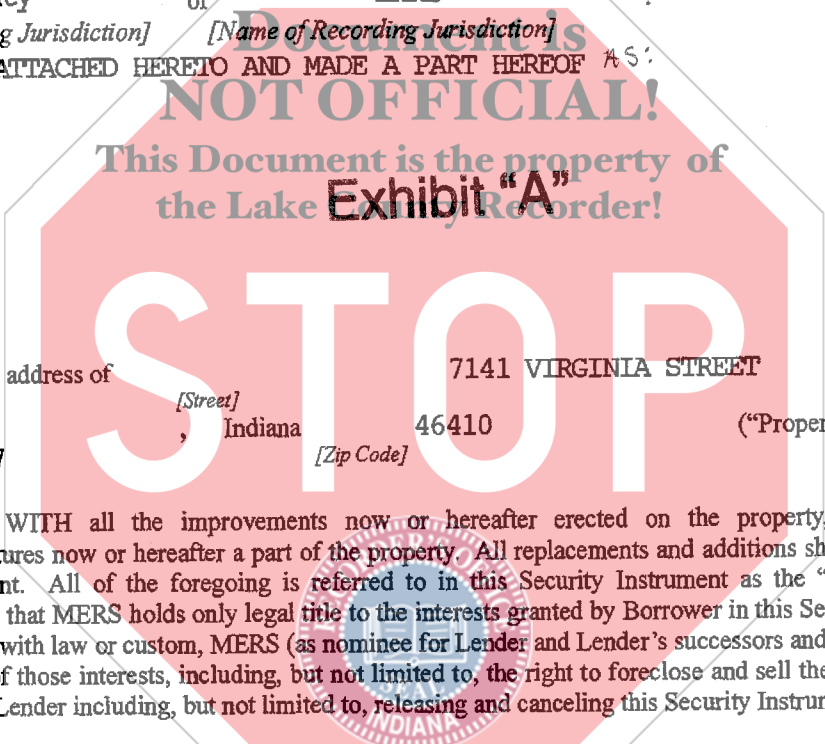 of
g Jurisdiction] [Name of Recording Jurisdiction]
Document is
ATTACHED HERETO AND MADE A PART HEREOF AS:
NOT OFFICIAL!
This Document is the property of
Exhibit "A"
the Lake County Recorder!
STOP
address of 7141 VIRGINIA STREET
[Street]
, Indiana 46410 ("Proper
[Zip Code]
WITH all the improvements now or hereafter erected on the property,
tures now or hereafter a part of the property. All replacements and additions sh
nt. All of the foregoing is referred to in this Security Instrument as the "
that MERS holds only legal title to the interests granted by Borrower in this Se
with law or custom, MERS (as nominee for Lender and Lender's successors and
f those interests, including, but not limited to, the right to foreclose and sell the
Lender including, but not limited to, releasing and canceling this Security Instrum
SEAL
INDIANA